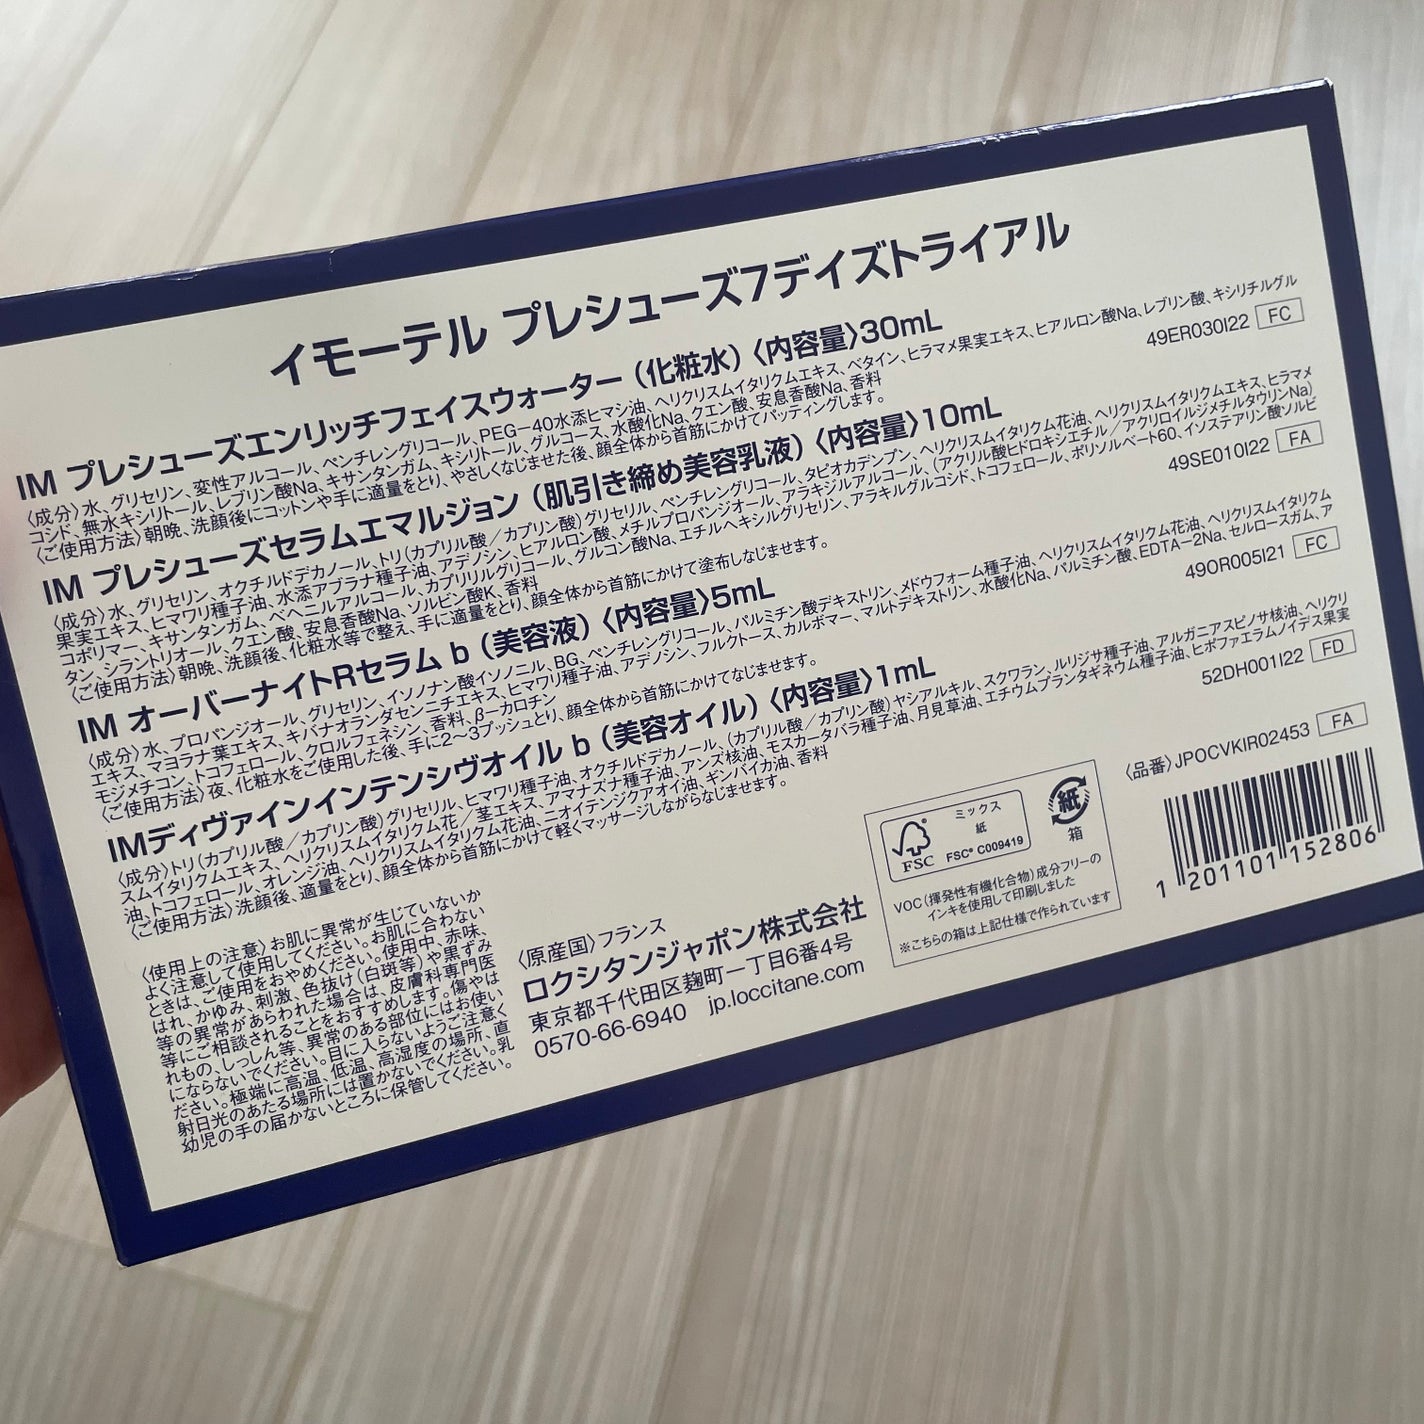 イモーテル プレシューズ7デイズトライアル
IM プレシューズエンリッチフェイスウォーター（化粧水）〈内容量〉30mL
〈成分〉水、グリセリン、変性アルコール、ペンチレングリコール、PEG-40水添ヒマシ油、ヘリクリスムイタリクムエキス、ベタイン、ヒラマメ果実エキス、ヒアルロン酸Na、レブリン酸、キシリチルグル
コシド、無水キシリトール、レブリン酸Na、キサンタンガム、キシリトール、グルコース、水酸化Na、クエン酸、安息香酸Na、香料
〈ご使用方法〉朝晩、洗顔後にコットンや手に適量をとり、やさしくなじませた後、顔全体から首筋にかけてパッティングします。
49ER030I22 FC
IM プレシューズセラムエマルジョン（肌引き締め美容乳液）〈内容量〉10mL
〈成分〉水、グリセリン、オクチルドデカノール、トリ（カプリル酸／カプリン酸）グリセリル、ペンチレングリコール、タピオカデンプン、ヘリクリスムイタリクム花油、ヘリクリスムイタリクムエキス、ヒラマメ
果実エキス、ヒマワリ種子油、水添アブラナ種子油、アデノシン、ヒアルロン酸、メチルプロパンジオール、アラキジルアルコール、（アクリル酸ヒドロキシエチル／アクリロイルジメチルタウリンNa）
コポリマー、キサンタンガム、ベヘニルアルコール、カプリリルグリコール、グルコン酸Na、エチルヘキシルグリセリン、アラキルグルコシド、トコフェロール、ポリソルベート60、イソステアリン酸ソルビ
タン、シラントリオール、クエン酸、安息香酸Na、ソルビン酸K、香料
〈ご使用方法〉朝晩、洗顔後、化粧水等で整え、手に適量をとり、顔全体から首筋にかけて塗布しなじませます。
49SE010I22 FA
IM オーバーナイトRセラム b（美容液）〈内容量〉5mL
〈成分〉水、プロパンジオール、グリセリン、イソノナン酸イソノニル、BG、ペンチレングリコール、パルミチン酸デキストリン、メドウフォーム種子油、ヘリクリスムイタリクム花油、ヘリクリスムイタリクム
エキス、マヨラナ葉エキス、キバナオランダセンニチエキス、ヒマワリ種子油、アデノシン、フルクトース、カルボマー、マルトデキストリン、水酸化Na、パルミチン酸、EDTA-2Na、セルロースガム、ア
モジメチコン、トコフェロール、クロルフェネシン、香料、β-カロチン
〈ご使用方法〉夜、化粧水をご使用した後、手に2～3プッシュとり、顔全体から首筋にかけてなじませます。
49OR005I21 FC
IMディヴァインインテンシヴオイル b（美容オイル）〈内容量〉1mL
〈成分〉トリ（カプリル酸／カプリン酸）グリセリル、ヒマワリ種子油、オクチルドデカノール、（カプリル酸／カプリン酸）ヤシアルキル、スクワラン、ルリジサ種子油、アルガニアスピノサ核油、ヘリクリ
スムイタリクムエキス、ヘリクリスムイタリクム花／茎エキス、アマナズナ種子油、アンズ核油、モスカータバラ種子油、月見草油、エチウムプランタギネウム種子油、ヒポファエラムノイデス果実
油、トコフェロール、オレンジ油、ヘリクリスムイタリクム花油、ニオイテンジクアオイ油、ギンバイカ油、香料
〈ご使用方法〉洗顔後、適量をとり、顔全体から首筋にかけて軽くマッサージしながらなじませます。
52DH001I22 FD
〈使用上の注意〉お肌に異常が生じていないか
よく注意して使用してください。お肌に合わない
ときは、ご使用をおやめください。使用中、赤味、
はれ、かゆみ、刺激、色抜け（白斑等）や黒ずみ
等の異常があらわれた場合は、皮膚科専門医
等にご相談されることをおすすめします。傷やは
れもの、しっしん等、異常のある部位にはお使い
にならないでください。目に入らないようご注意く
ださい。極端に高温、低温、高湿度の場所、直
射日光のあたる場所には置かないでください。乳
幼児の手の届かないところに保管してください。
〈原産国〉フランス
ロクシタンジャポン株式会社
東京都千代田区麹町一丁目6番4号
0570-66-6940 jp.loccitane.com
FSC
ミックス
紙
FSC® C009419
紙
箱
VOC（揮発性有機化合物）成分フリーの
インキを使用して印刷しました
※こちらの箱は上記仕様で作られています
〈品番〉JPOCVKIR02453 FA
1 201101 152806